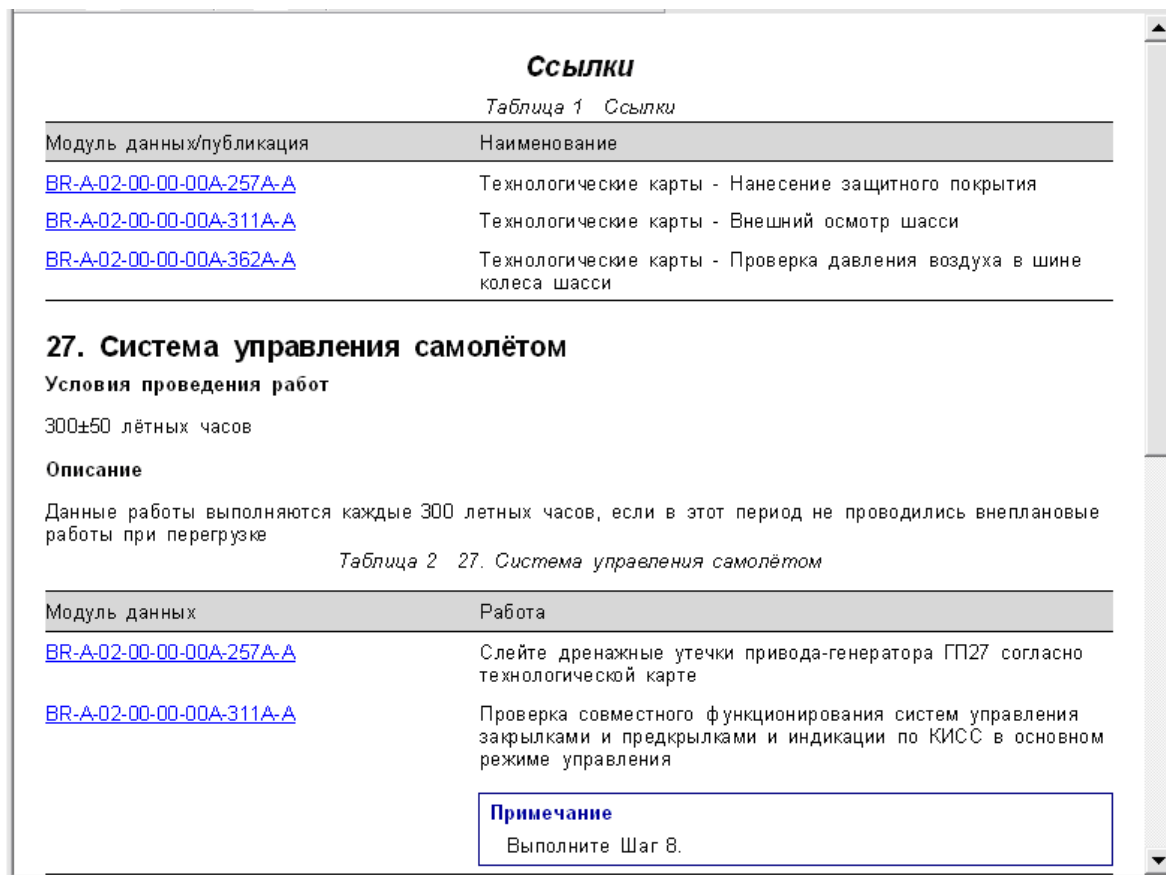 Ссылки
Таблица 1 Ссылки
Модуль данных/публикация Наименование
BR-A-02-00-00-00A-257A-A Технологические карты - Нанесение защитного покрытия
BR-A-02-00-00-00A-311A-A Технологические карты - Внешний осмотр шасси
BR-A-02-00-00-00A-362A-A Технологические карты - Проверка давления воздуха в шине
колеса шасси
27. Система управления самолётом
Условия проведения работ
300±50 лётных часов
Описание
Данные работы выполняются каждые 300 летных часов, если в этот период не проводились внеплановые
работы при перегрузке
Таблица 2 27. Система управления самолётом
Модуль данных Работа
BR-A-02-00-00-00A-257A-A Слейте дренажные утечки привода-генератора ГП27 согласно
технологической карте
BR-A-02-00-00-00A-311A-A Проверка совместного функционирования систем управления
закрылками и предкрылками и индикации по КИСС в основном
режиме управления
Примечание
Выполните Шаг 8.